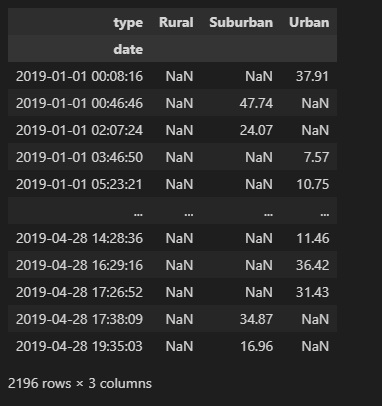 type Rural Suburban Urban
date
2019-01-01 00:08:16 NaN NaN 37.91
2019-01-01 00:46:46 NaN 47.74 NaN
2019-01-01 02:07:24 NaN 24.07 NaN
2019-01-01 03:46:50 NaN NaN 7.57
2019-01-01 05:23:21 NaN NaN 10.75
... ... ... ...
2019-04-28 14:28:36 NaN NaN 11.46
2019-04-28 16:29:16 NaN NaN 36.42
2019-04-28 17:26:52 NaN NaN 31.43
2019-04-28 17:38:09 NaN 34.87 NaN
2019-04-28 19:35:03 NaN 16.96 NaN
2196 rows × 3 columns